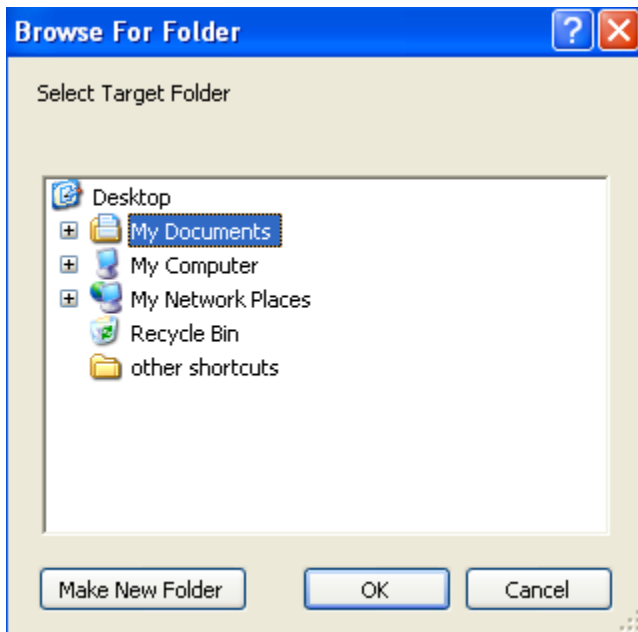 Browse For Folder
Select Target Folder
Desktop
My Documents
My Computer
My Network Places
Recycle Bin
other shortcuts
Make New Folder OK Cancel